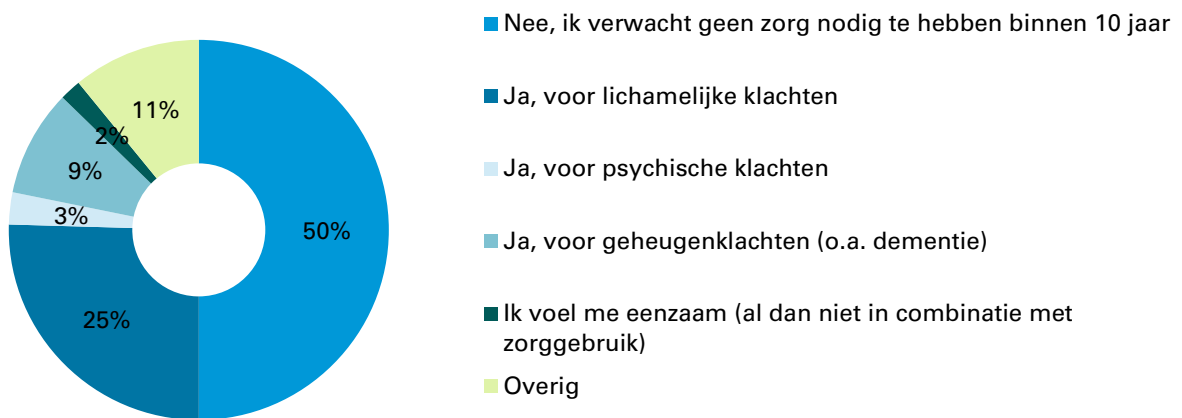 Nee, ik verwacht geen zorg nodig te hebben binnen 10 jaar
Ja, voor lichamelijke klachten
Ja, voor psychische klachten
Ja, voor geheugenklachten (o.a. dementie)
Ik voel me eenzaam (al dan niet in combinatie met
zorggebruik)
Overig
11%
2%
9%
3%
50%
25%